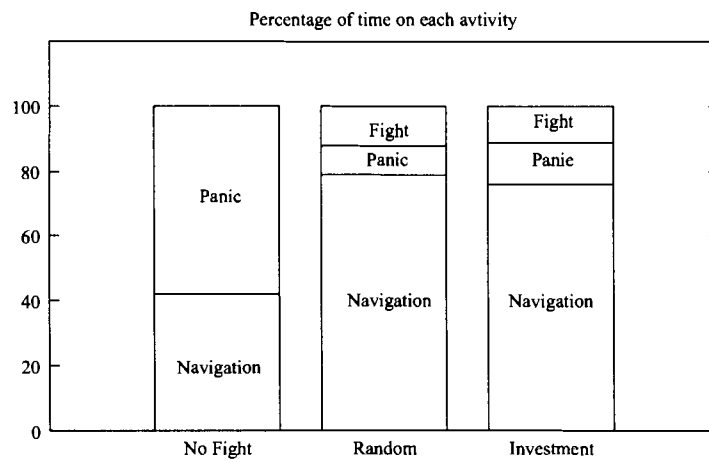 Percentage of time on each avtivity
100
80
60
40
20
0
Panic
Navigation
Fight
Panic
Navigation
Fight
Panie
Navigation
No Fight
Random
Investment